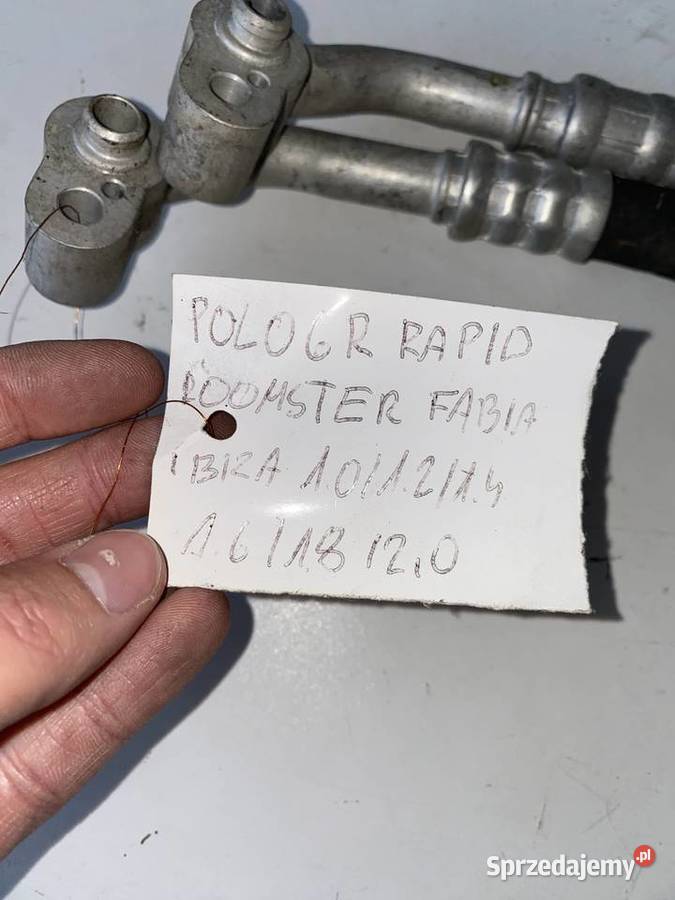 POLO 6R RAPID
ROOMSTER FABIA
IBIZA 1.0/1.2/1.4
1.6/1.8/2,0
Sprzedajemy.pl